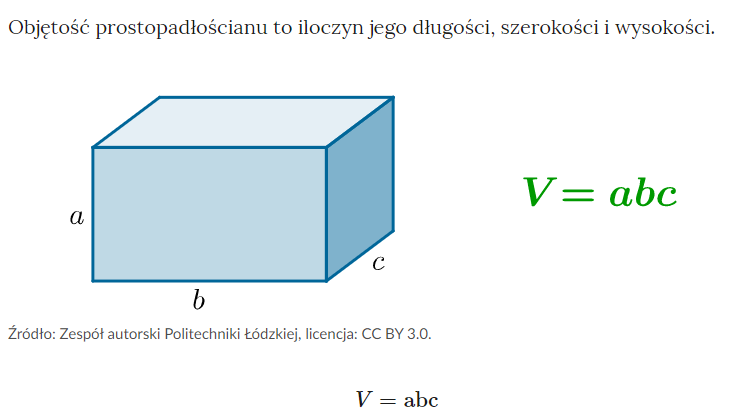 Objętość prostopadłościanu to iloczyn jego długości, szerokości i wysokości.
a
V = abc
c
b
Źródło: Zespół autorski Politechniki Łódzkiej, licencja: CC BY 3.0.
V = abc